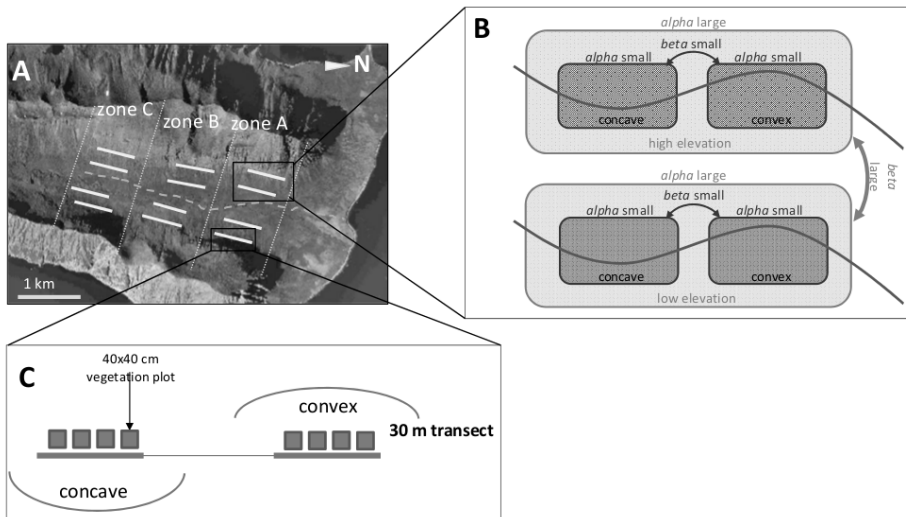 A
N
zone C
zone B
zone A
1 km
B
alpha large
beta small
alpha small
alpha small
concave
convex
high elevation
beta
large
alpha large
beta small
alpha small
alpha small
concave
convex
low elevation
C
40x40 cm
vegetation plot
convex
30 m transect
concave